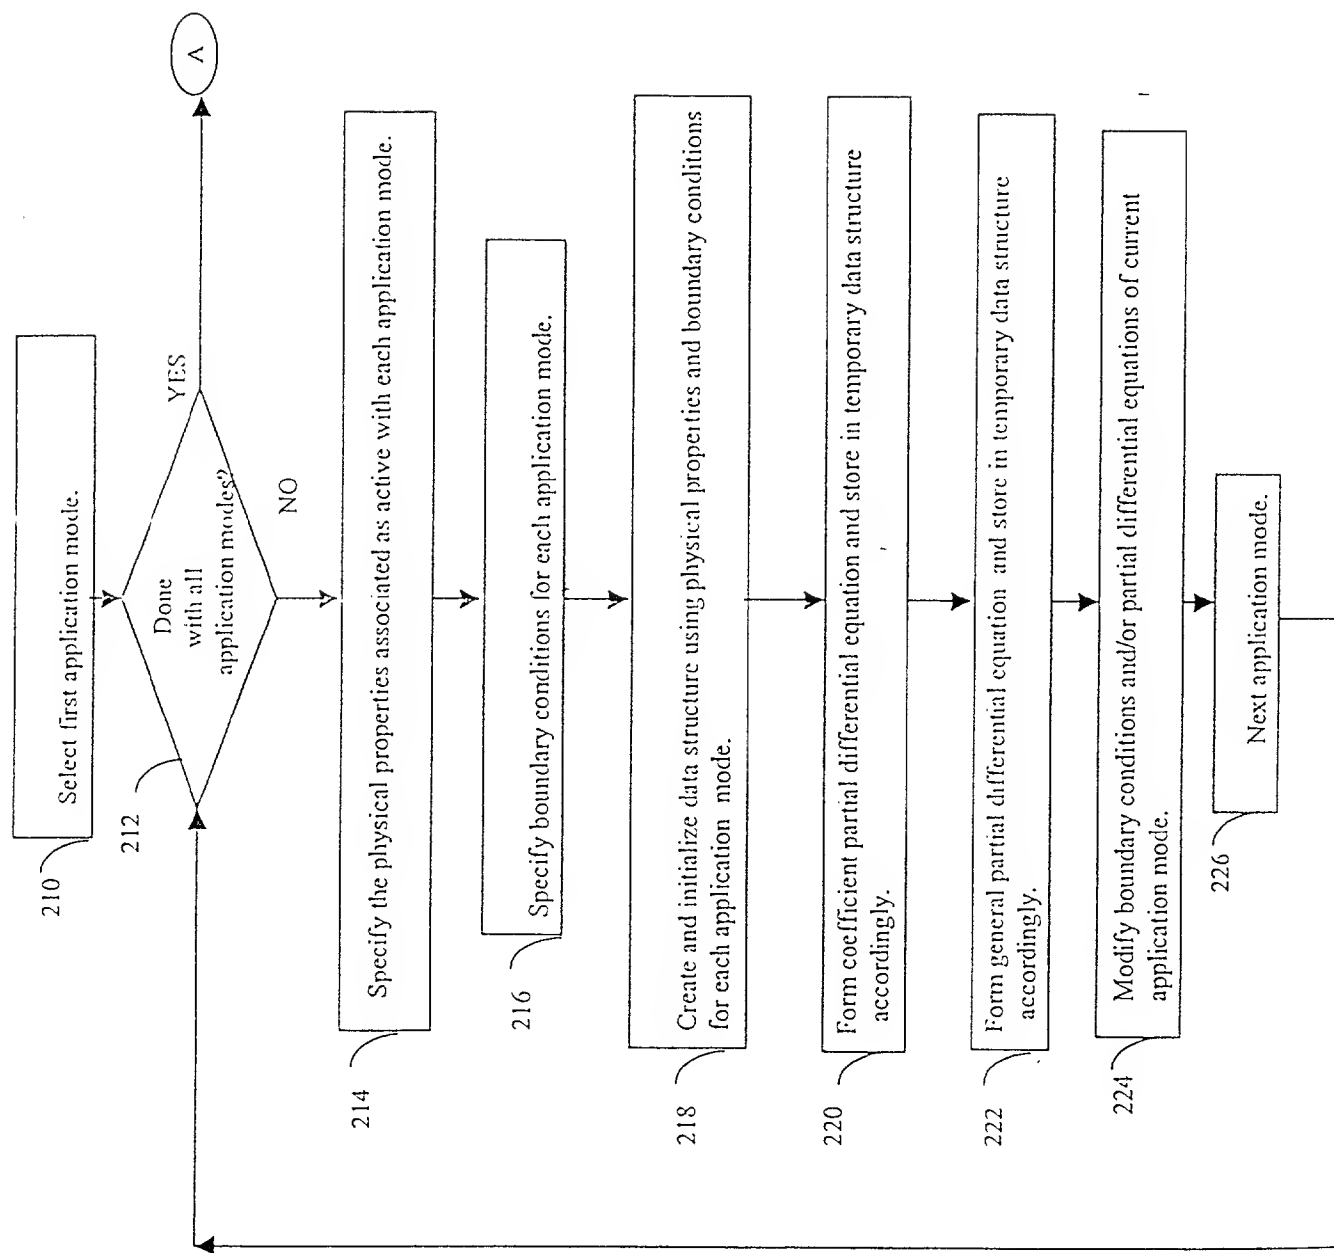 210
Select first application mode.
212
Done
with all
application modes?
YES
A
NO
214
Specify the physical properties associated as active with each application mode.
216
Specify boundary conditions for each application mode.
218
Create and initialize data structure using physical properties and boundary conditions
for each application mode.
220
Form coefficient partial differential equation and store in temporary data structure
accordingly.
222
Form general partial differential equation and store in temporary data structure
accordingly.
224
Modify boundary conditions and/or partial differential equations of current
application mode.
226
Next application mode.